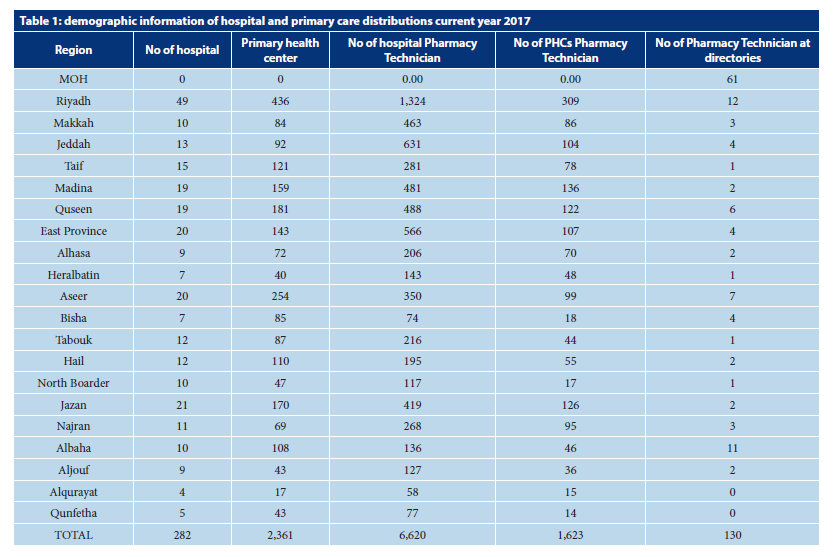 Table 1: demographic information of hospital and primary care distributions current year 2017
Region No of hospital Primary health center No of hospital Pharmacy Technician No of PHCs Pharmacy Technician No of Pharmacy Technician at directories
MOH 0 0 0.00 0.00 61
Riyadh 49 436 1,324 309 12
Makkah 10 84 463 86 3
Jeddah 13 92 631 104 4
Taif 15 121 281 78 1
Madina 19 159 481 136 2
Quseen 19 181 488 122 6
East Province 20 143 566 107 4
Alhasa 9 72 206 70 2
Heralbatin 7 40 143 48 1
Aseer 20 254 350 99 7
Bisha 7 85 74 18 4
Tabouk 12 87 216 44 1
Hail 12 110 195 55 2
North Boarder 10 47 117 17 1
Jazan 21 170 419 126 2
Najran 11 69 268 95 3
Albaha 10 108 136 46 11
Aljouf 9 43 127 36 2
Alqurayat 4 17 58 15 0
Qunfetha 5 43 77 14 0
TOTAL 282 2,361 6,620 1,623 130